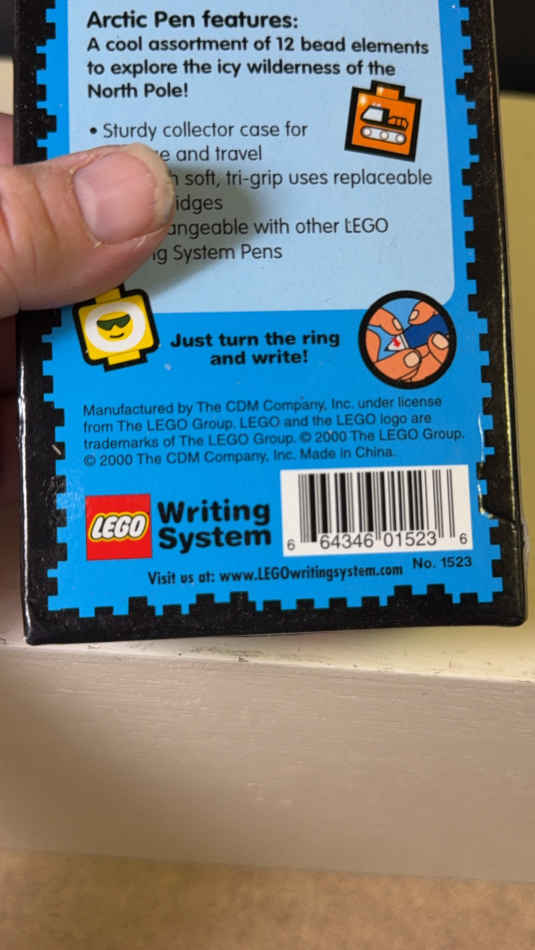 Arctic Pen features:
A cool assortment of 12 bead elements
to explore the icy wilderness of the
North Pole!
• Sturdy collector case for
and travel
soft, tri-grip uses replaceable
with other LEGO
System Pens
Just turn the ring
and write!
Manufactured by The CDM Company, Inc. under license
from The LEGO Group. LEGO and the LEGO logo are
trademarks of The LEGO Group. © 2000 The LEGO Group.
© 2000 The CDM Company, Inc. Made in China.
LEGO
Writing
System
6 64346 01523 6
Visit us at: www.LEGOwritingsystem.com No. 1523